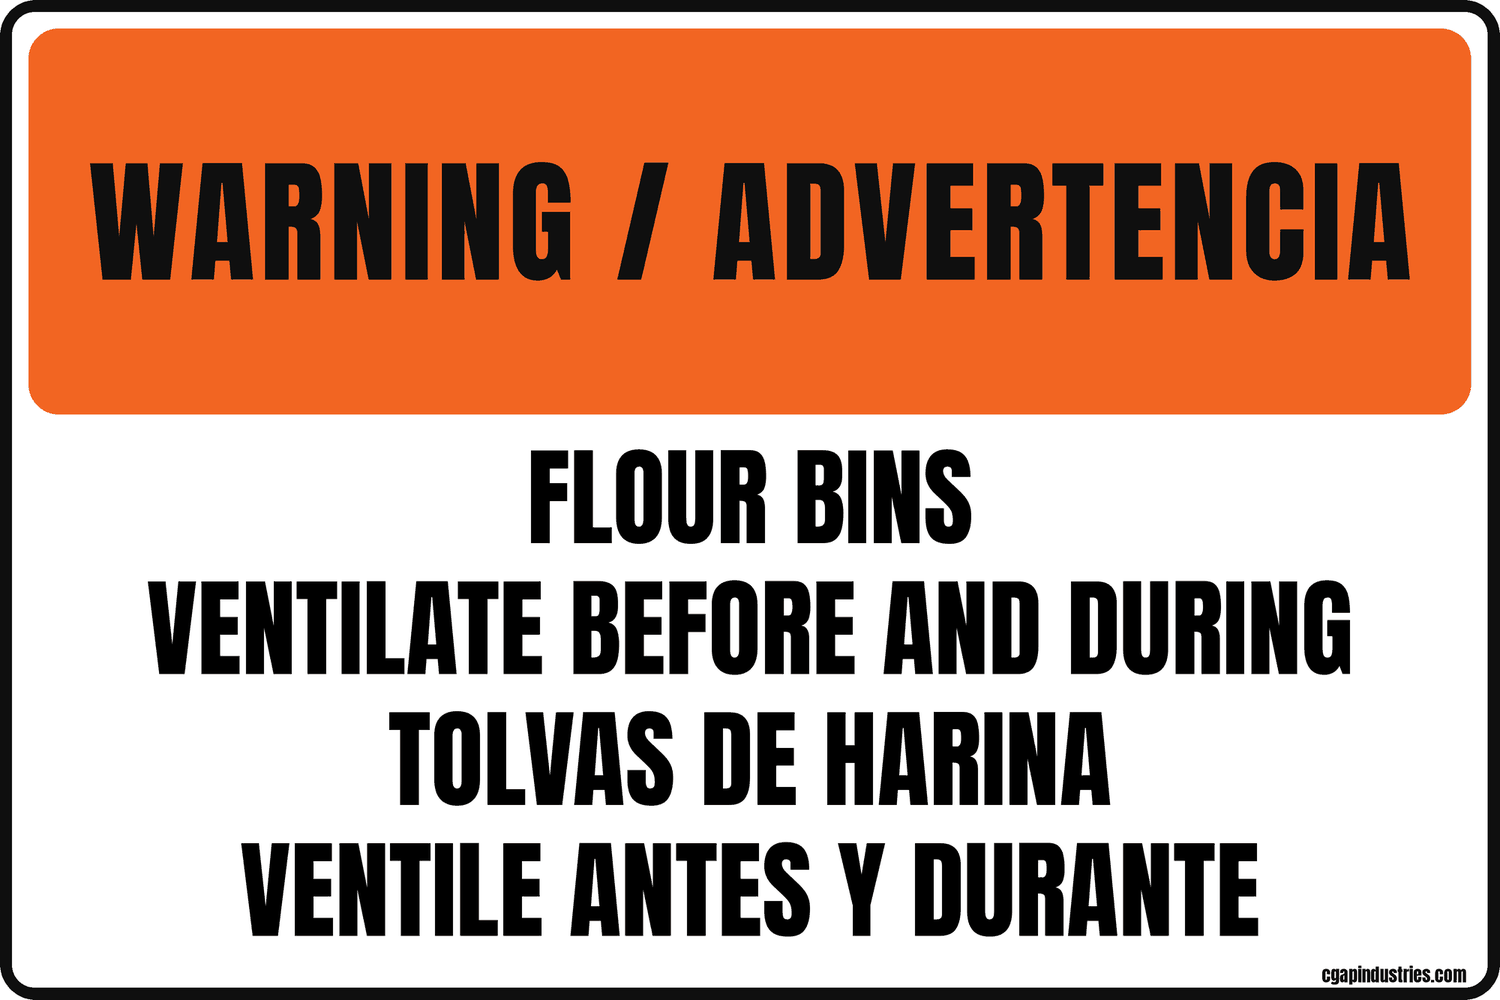 WARNING / ADVERTENCIA
FLOUR BINS
VENTILATE BEFORE AND DURING
TOLVAS DE HARINA
VENTILE ANTES Y DURANTE
cgapindustries.com